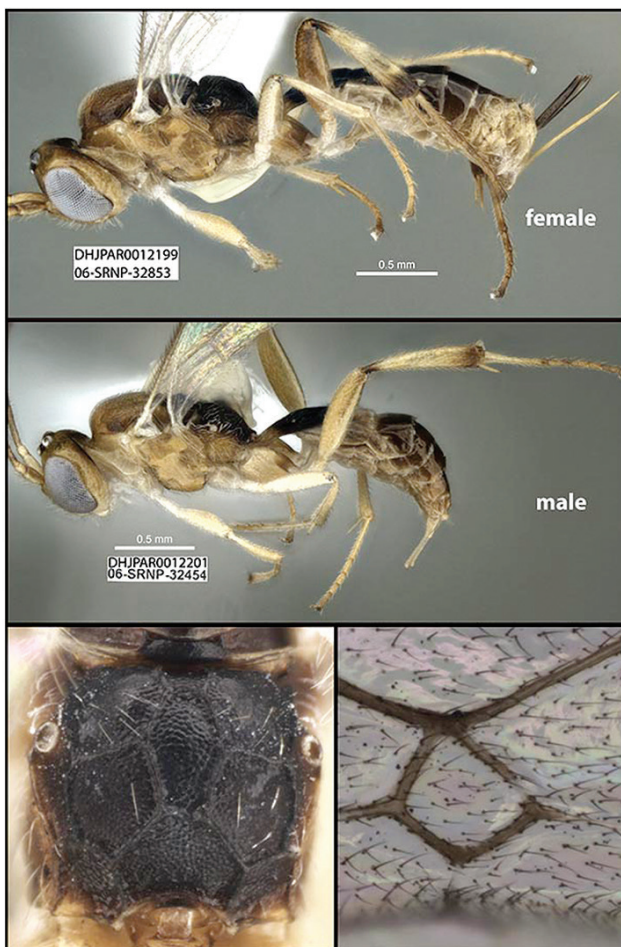 female
DHJPAR0012199
06-SRNP-32853
0.5 mm
male
0.5 mm
DHJPAR0012201
06-SRNP-32454